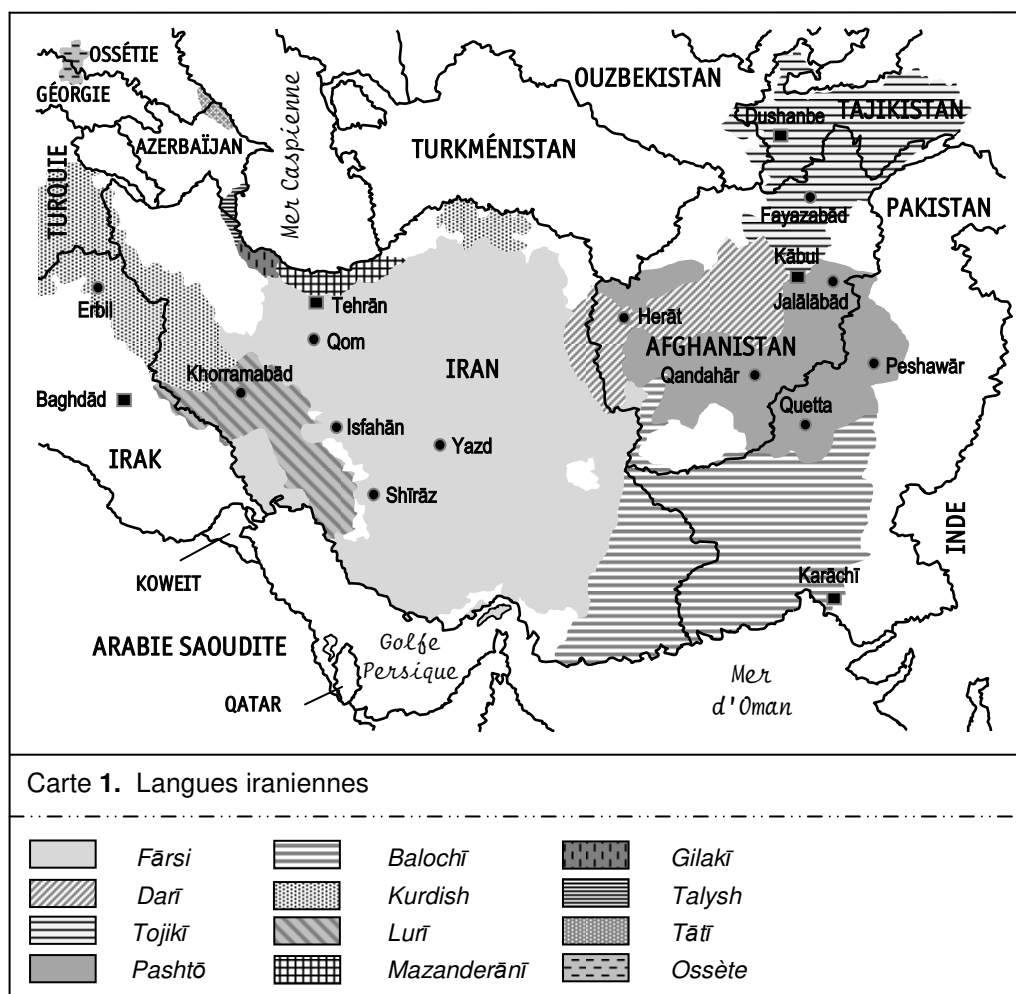 OSSÉTIE
GÉORGIE
AZERBAÏJAN
TURQUIE
Mer Caspienne
TURKMÉNISTAN
OUZBEKISTAN
Dushanbe
TAJIKISTAN
Fayazabād
PAKISTAN
Kābul
Jalālābād
Erbil
Tehrān
Qom
Herāt
AFGHANISTAN
Khorramabād
IRAN
Qandahār
Peshawār
Baghdād
Quetta
Isfahān
Yazd
IRAK
Shīrāz
INDE
KOWEIT
Karāchī
ARABIE SAOUDITE
Golfe
Persique
QATAR
Mer
d'Oman
Carte 1. Langues iraniennes
Fārsi
Balochī
Gilakī
Darī
Kurdish
Talysh
Tojikī
Lurī
Tātī
Pashtō
Mazanderānī
Ossète